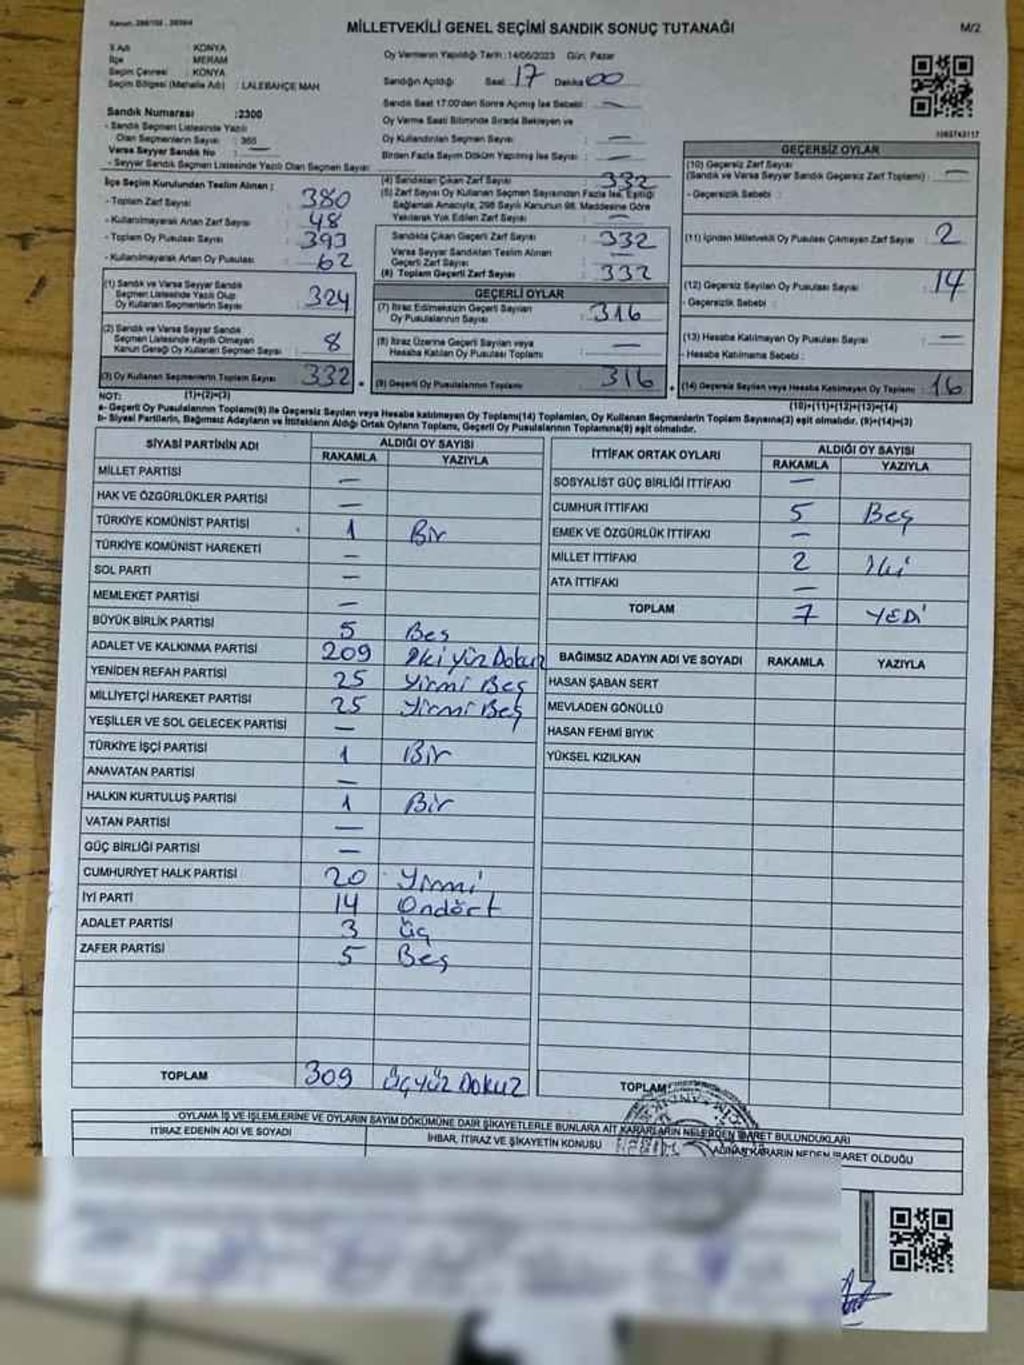 MİLLETVEKİLİ GENEL SEÇİMİ SANDIK SONUÇ TUTANAĞI
M/2
İl Adı : KONYA
İlçe : MERAM
Seçim Çevresi : KONYA
Seçim Bölgesi (Mahalle Adı) : LALEBAHÇE MAH
Sandık Numarası : 2300
- Sandık Seçmen Listesinde Yazılı
Olan Seçmenlerin Sayısı : 365
Varsa Seyyar Sandık No —
- Seyyar Sandık Seçmen Listesinde Yazılı Olan Seçmen Sayısı
Oy Vermenin Yapıldığı Tarih : 14/05/2023 Gün: Pazar
Sandığın Açıldığı Saat: 17 Dakika 00
Sandık Saat 17:00'den Sonra Açılmış İse Sebebi : —
Oy Verme Saati Bitiminde Sırada Bekleyen ve
Oy Kullandırılan Seçmen Sayısı : —
Birden Fazla Sayım Döküm Yapılmış İse Sayısı : —
İlçe Seçim Kurulundan Teslim Alınan ;
- Toplam Zarf Sayısı : 380
- Kullanılmayarak Artan Zarf Sayısı : 48
- Toplam Oy Pusulası Sayısı : 393
- Kullanılmayarak Artan Oy Pusulası : 62
(1) Sandık ve Varsa Seyyar Sandık
Seçmen Listesinde Yazılı Olup
Oy Kullanan Seçmenlerin Sayısı : 324
(2) Sandık ve Varsa Seyyar Sandık
Seçmen Listesinde Kayıtlı Olmayan
Kanun Gereği Oy Kullanan Seçmen Sayısı : 8
(3) Oy Kullanan Seçmenlerin Toplam Sayısı : 332
(1)+(2)=(3)
(4) Sandıktan Çıkan Zarf Sayısı : 332
(5) Zarf Sayısı Oy Kullanan Seçmen Sayısından Fazla İse, Eşitliği
Sağlamak Amacıyla, 298 Sayılı Kanunun 98. Maddesine Göre
Yakılarak Yok Edilen Zarf Sayısı : —
Sandıkta Çıkan Geçerli Zarf Sayısı : 332
Varsa Seyyar Sandıktan Teslim Alınan
Geçerli Zarf Sayısı : —
(6) Toplam Geçerli Zarf Sayısı : 332
GEÇERLİ OYLAR
(7) İtiraz Edilmeksizin Geçerli Sayılan
Oy Pusulalarının Sayısı : 316
(8) İtiraz Üzerine Geçerli Sayılan veya
Hesaba Katılan Oy Pusulası Toplamı : —
(9) Geçerli Oy Pusulalarının Toplamı : 316
GEÇERSİZ OYLAR
(10) Geçersiz Zarf Sayısı
(Sandık ve Varsa Seyyar Sandık Geçersiz Zarf Toplamı) : —
- Geçersizlik Sebebi :
(11) İçinden Milletvekili Oy Pusulası Çıkmayan Zarf Sayısı : 2
(12) Geçersiz Sayılan Oy Pusulası Sayısı : 14
- Geçersizlik Sebebi :
(13) Hesaba Katılmayan Oy Pusulası Sayısı : —
- Hesaba Katılmama Sebebi :
(14) Geçersiz Sayılan veya Hesaba Katılmayan Oy Toplamı : 16
(10)+(11)+(12)+(13)=(14)
NOT:
a- Geçerli Oy Pusulalarının Toplamı(9) ile Geçersiz Sayılan veya Hesaba katılmayan Oy Toplamı(14) Toplamları, Oy Kullanan Seçmenlerin Toplam Sayısına(3) eşit olmalıdır. (9)+(14)=(3)
b- Siyasi Partilerin, Bağımsız Adayların ve İttifakların Aldığı Ortak Oyların Toplamı, Geçerli Oy Pusulalarının Toplamına(9) eşit olmalıdır.
SİYASİ PARTİNİN ADI ALDIĞI OY SAYISI
RAKAMLA YAZIYLA
MİLLET PARTİSİ —
HAK VE ÖZGÜRLÜKLER PARTİSİ —
TÜRKİYE KOMÜNİST PARTİSİ 1 Bir
TÜRKİYE KOMÜNİST HAREKETİ —
SOL PARTİ —
MEMLEKET PARTİSİ —
BÜYÜK BİRLİK PARTİSİ 5 Beş
ADALET VE KALKINMA PARTİSİ 209 İkiyüz Dokuz
YENİDEN REFAH PARTİSİ 25 Yirmi Beş
MİLLİYETÇİ HAREKET PARTİSİ 25 Yirmi Beş
YEŞİLLER VE SOL GELECEK PARTİSİ —
TÜRKİYE İŞÇİ PARTİSİ 1 Bir
ANAVATAN PARTİSİ —
HALKIN KURTULUŞ PARTİSİ 1 Bir
VATAN PARTİSİ —
GÜÇ BİRLİĞİ PARTİSİ —
CUMHURİYET HALK PARTİSİ 20 Yirmi
İYİ PARTİ 14 Ondört
ADALET PARTİSİ 3 Üç
ZAFER PARTİSİ 5 Beş
TOPLAM 309 Üçyüz Dokuz
İTTİFAK ORTAK OYLARI ALDIĞI OY SAYISI
RAKAMLA YAZIYLA
SOSYALİST GÜÇ BİRLİĞİ İTTİFAKI —
CUMHUR İTTİFAKI 5 Beş
EMEK VE ÖZGÜRLÜK İTTİFAKI —
MİLLET İTTİFAKI 2 İki
ATA İTTİFAKI —
TOPLAM 7 YEDİ
BAĞIMSIZ ADAYIN ADI VE SOYADI RAKAMLA YAZIYLA
HASAN ŞABAN SERT
MEVLADEN GÖNÜLLÜ
HASAN FEHMİ BIYIK
YÜKSEL KIZILKAN
TOPLAM
OYLAMA İŞ VE İŞLEMLERİNE VE OYLARIN SAYIM DÖKÜMÜNE DAİR ŞİKAYETLERLE BUNLARA AİT KARARLARIN NELERDEN İBARET BULUNDUKLARI
İTİRAZ EDENİN ADI VE SOYADI
İHBAR, İTİRAZ VE ŞİKAYETİN KONUSU
ALINAN KARARIN NEDEN İBARET OLDUĞU